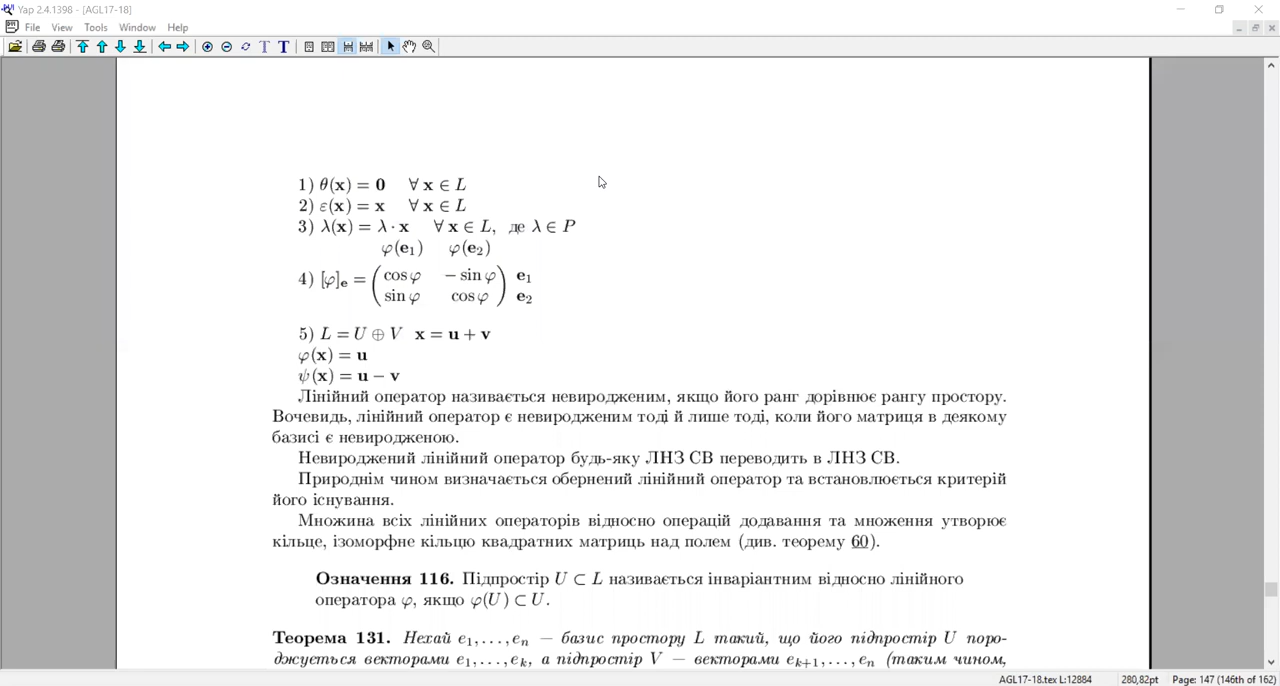 Yap 2.4.1398 - [AGL17-18]
File View Tools Window Help
1) θ(x) = 0 ∀ x ∈ L
2) ε(x) = x ∀ x ∈ L
3) λ(x) = λ · x ∀ x ∈ L, де λ ∈ P
φ(e₁) φ(e₂)
4) [φ]ₑ = ( cos φ − sin φ ) e₁
sin φ cos φ e₂
5) L = U ⊕ V x = u + v
φ(x) = u
ψ(x) = u − v
Лінійний оператор називається невиродженим, якщо його ранг дорівнює рангу простору.
Вочевидь, лінійний оператор є невиродженим тоді й лише тоді, коли його матриця в деякому
базисі є невиродженою.
Невироджений лінійний оператор будь-яку ЛНЗ СВ переводить в ЛНЗ СВ.
Природнім чином визначається обернений лінійний оператор та встановлюється критерій
його існування.
Множина всіх лінійних операторів відносно операцій додавання та множення утворює
кільце, ізоморфне кільцю квадратних матриць над полем (див. теорему 60).
Означення 116. Підпростір U ⊂ L називається інваріантним відносно лінійного
оператора φ, якщо φ(U) ⊂ U.
Теорема 131. Нехай e₁, . . . , eₙ — базис простору L такий, що його підпростір U поро-
джується векторами e₁, . . . , eₖ, а підпростір V — векторами eₖ₊₁, . . . , eₙ (таким чином,
AGL17-18.tex L:12884 280,82pt Page: 147 (146th of 162)